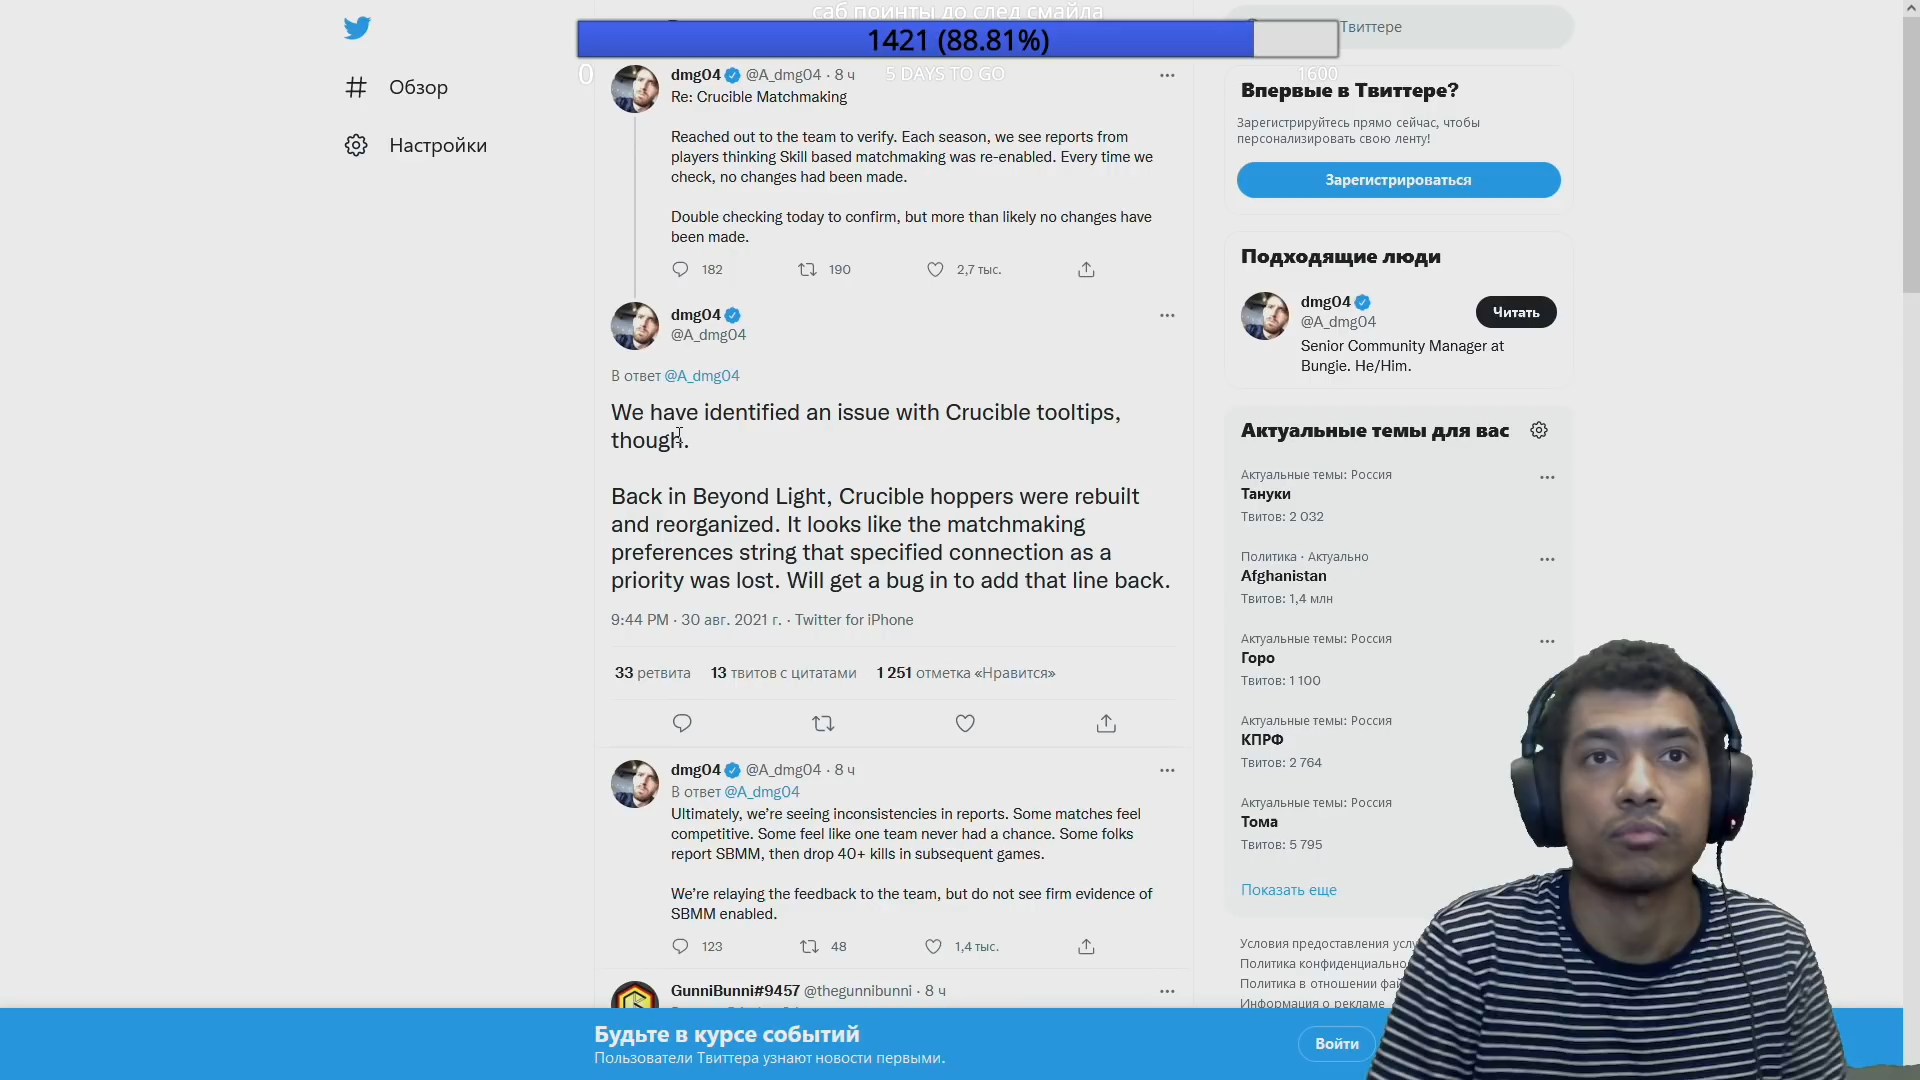 саб поинты до след смайла
1421 (88.81%)
0
5 DAYS TO GO
1600
Твиттере
Обзор
Настройки
dmg04 @A_dmg04 · 8 ч
Re: Crucible Matchmaking
Reached out to the team to verify. Each season, we see reports from
players thinking Skill based matchmaking was re-enabled. Every time we
check, no changes had been made.
Double checking today to confirm, but more than likely no changes have
been made.
182 190 2,7 тыс.
dmg04
@A_dmg04
В ответ @A_dmg04
We have identified an issue with Crucible tooltips,
though.
Back in Beyond Light, Crucible hoppers were rebuilt
and reorganized. It looks like the matchmaking
preferences string that specified connection as a
priority was lost. Will get a bug in to add that line back.
9:44 PM · 30 авг. 2021 г. · Twitter for iPhone
33 ретвита 13 твитов с цитатами 1 251 отметка «Нравится»
dmg04 @A_dmg04 · 8 ч
В ответ @A_dmg04
Ultimately, we’re seeing inconsistencies in reports. Some matches feel
competitive. Some feel like one team never had a chance. Some folks
report SBMM, then drop 40+ kills in subsequent games.
We’re relaying the feedback to the team, but do not see firm evidence of
SBMM enabled.
123 48 1,4 тыс.
GunniBunni#9457 @thegunnibunni · 8 ч
Впервые в Твиттере?
Зарегистрируйтесь прямо сейчас, чтобы
персонализировать свою ленту!
Зарегистрироваться
Подходящие люди
dmg04
@A_dmg04
Читать
Senior Community Manager at
Bungie. He/Him.
Актуальные темы для вас
Актуальные темы: Россия
Тануки
Твитов: 2 032
Политика · Актуально
Afghanistan
Твитов: 1,4 млн
Актуальные темы: Россия
Горо
Твитов: 1 100
Актуальные темы: Россия
КПРФ
Твитов: 2 764
Актуальные темы: Россия
Тома
Твитов: 5 795
Показать еще
Условия предоставления
Политика
Политика в отношении
Информация о рекламе
Будьте в курсе событий
Пользователи Твиттера узнают новости первыми.
Войти